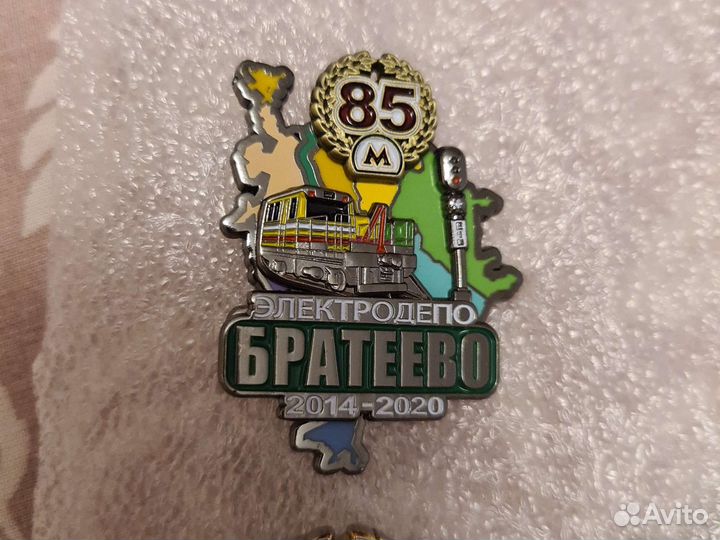 85
М
ЭЛЕКТРОДЕПО
БРАТЕЕВО
2014-2020
Avito